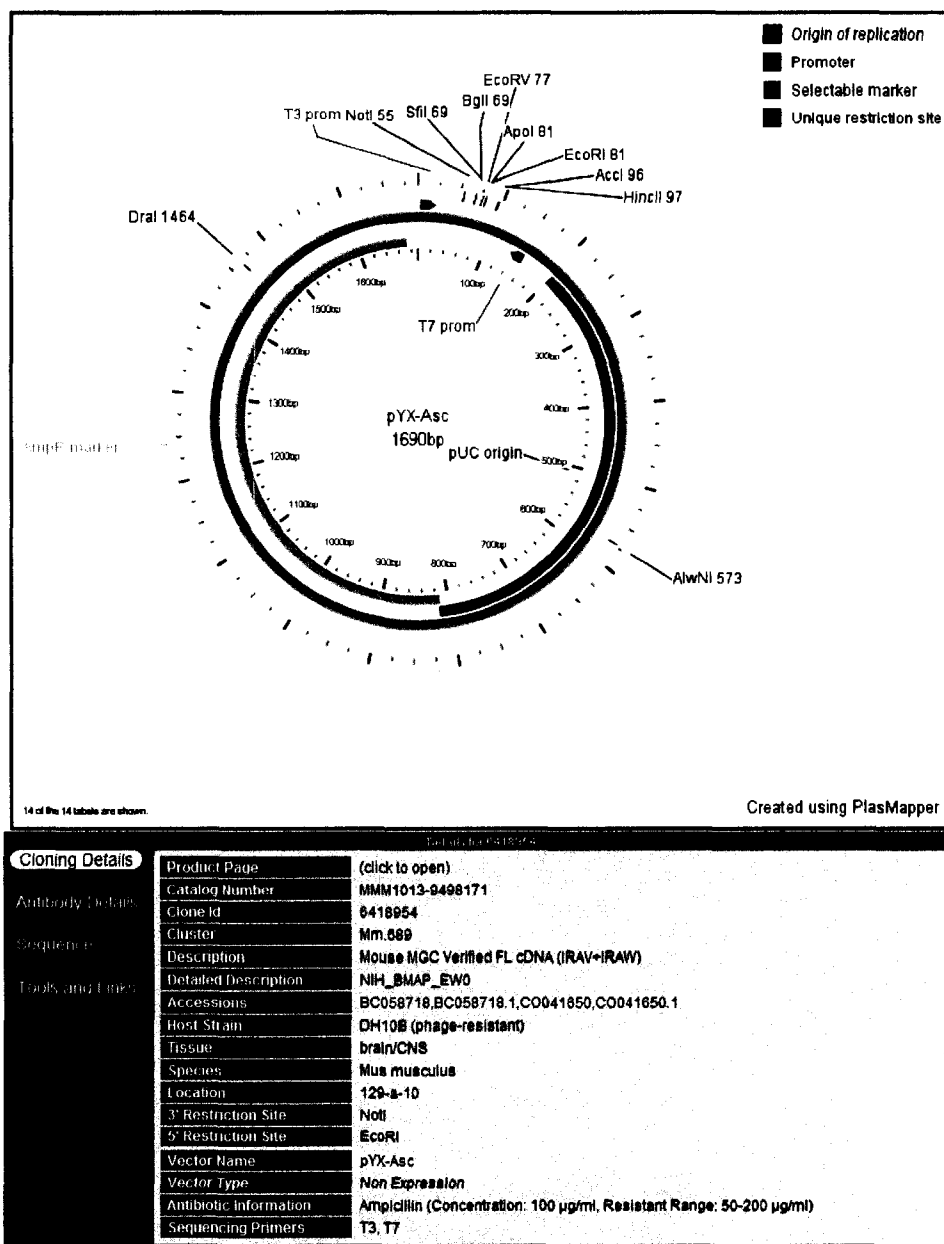 Origin of replication
Promoter
Selectable marker
Unique restriction site
EcoRV 77
BglI 69
SfiI 69
T3 prom
NotI 55
ApoI 81
EcoRI 81
AccI 96
HincII 97
DraI 1464
100bp
200bp
300bp
400bp
500bp
600bp
700bp
800bp
900bp
1000bp
1100bp
1200bp
1300bp
1400bp
1500bp
1600bp
T7 prom
pYX-Asc
1690bp
pUC origin
marker
AlwNI 573
14 of the 14 labels are shown.
Created using PlasMapper
Cloning Details
Antibody Details
Sequence
Tools and Links
Product Page (click to open)
Catalog Number MMM1013-9498171
Clone Id 6418954
Cluster Mm.689
Description Mouse MGC Verified FL cDNA (IRAV+IRAW)
Detailed Description NIH_BMAP_EW0
Accessions BC058718,BC058718.1,CO041650,CO041650.1
Host Strain DH10B (phage-resistant)
Tissue brain/CNS
Species Mus musculus
Location 129-a-10
3' Restriction Site NotI
5' Restriction Site EcoRI
Vector Name pYX-Asc
Vector Type Non Expression
Antibiotic Information Ampicillin (Concentration: 100 µg/ml, Resistant Range: 50-200 µg/ml)
Sequencing Primers T3, T7